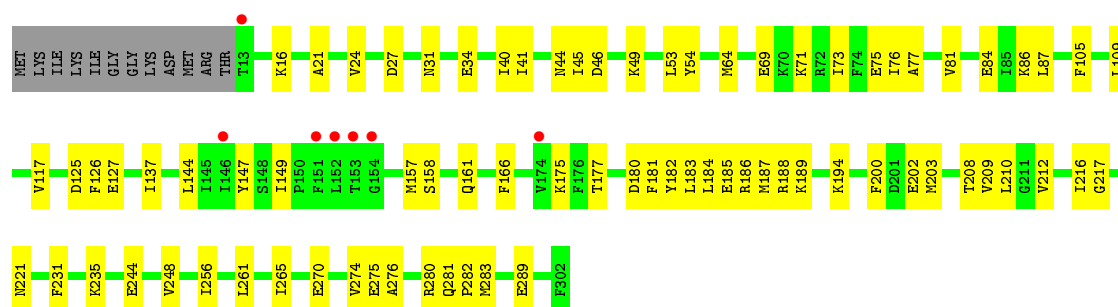 MET LYS ILE LYS ILE GLY GLY LYS ASP MET ARG THR T13 K16 A21 V24 D27 N31 E34 I40 I41 N44 I45 D46 K49 L53 Y54 M64 E69 K70 K71 R72 I73 F74 E75 I76 A77 V81 E84 I85 K86 L87 F105 L109
V117 D125 F126 E127 I137 L144 I145 I146 Y147 S148 I149 P150 F151 L152 T153 G154 M157 S158 Q161 F166 V174 K175 F176 T177 D180 F181 Y182 L183 L184 E185 R186 M187 R188 K189 K194 F200 D201 E202 M203 T208 V209 L210 G211 V212 I216 G217
N221 F231 K235 E244 V248 I256 L261 I265 E270 V274 E275 A276 R280 Q281 P282 M283 E289 F302